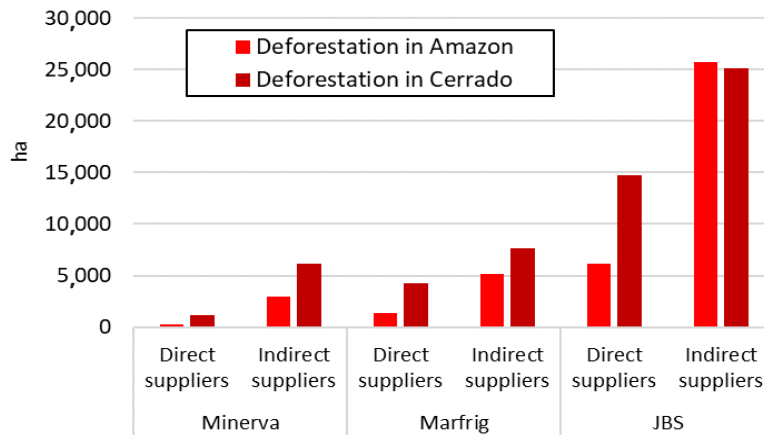 30,000
25,000
20,000
15,000
10,000
5,000
0
ha
Deforestation in Amazon
Deforestation in Cerrado
Direct suppliers
Indirect suppliers
Direct suppliers
Indirect suppliers
Direct suppliers
Indirect suppliers
Minerva
Marfrig
JBS